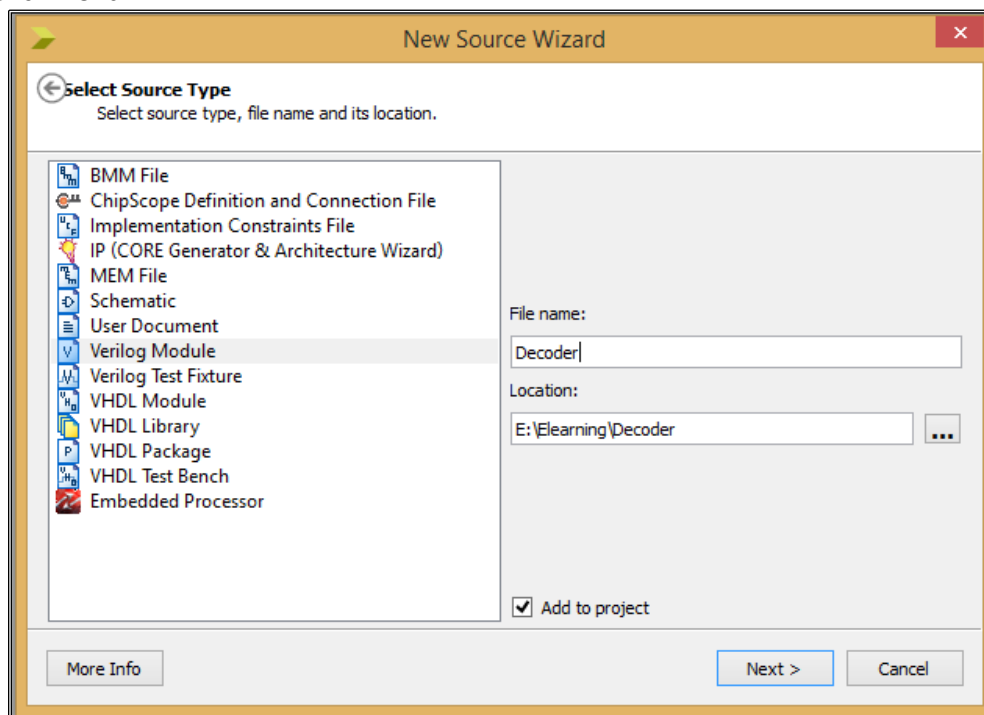 New Source Wizard
Select Source Type
Select source type, file name and its location.
BMM File
ChipScope Definition and Connection File
Implementation Constraints File
IP (CORE Generator & Architecture Wizard)
MEM File
Schematic
User Document
Verilog Module
Verilog Test Fixture
VHDL Module
VHDL Library
VHDL Package
VHDL Test Bench
Embedded Processor
File name:
Decoder
Location:
E:\Elearning\Decoder
...
Add to project
More Info
Next >
Cancel